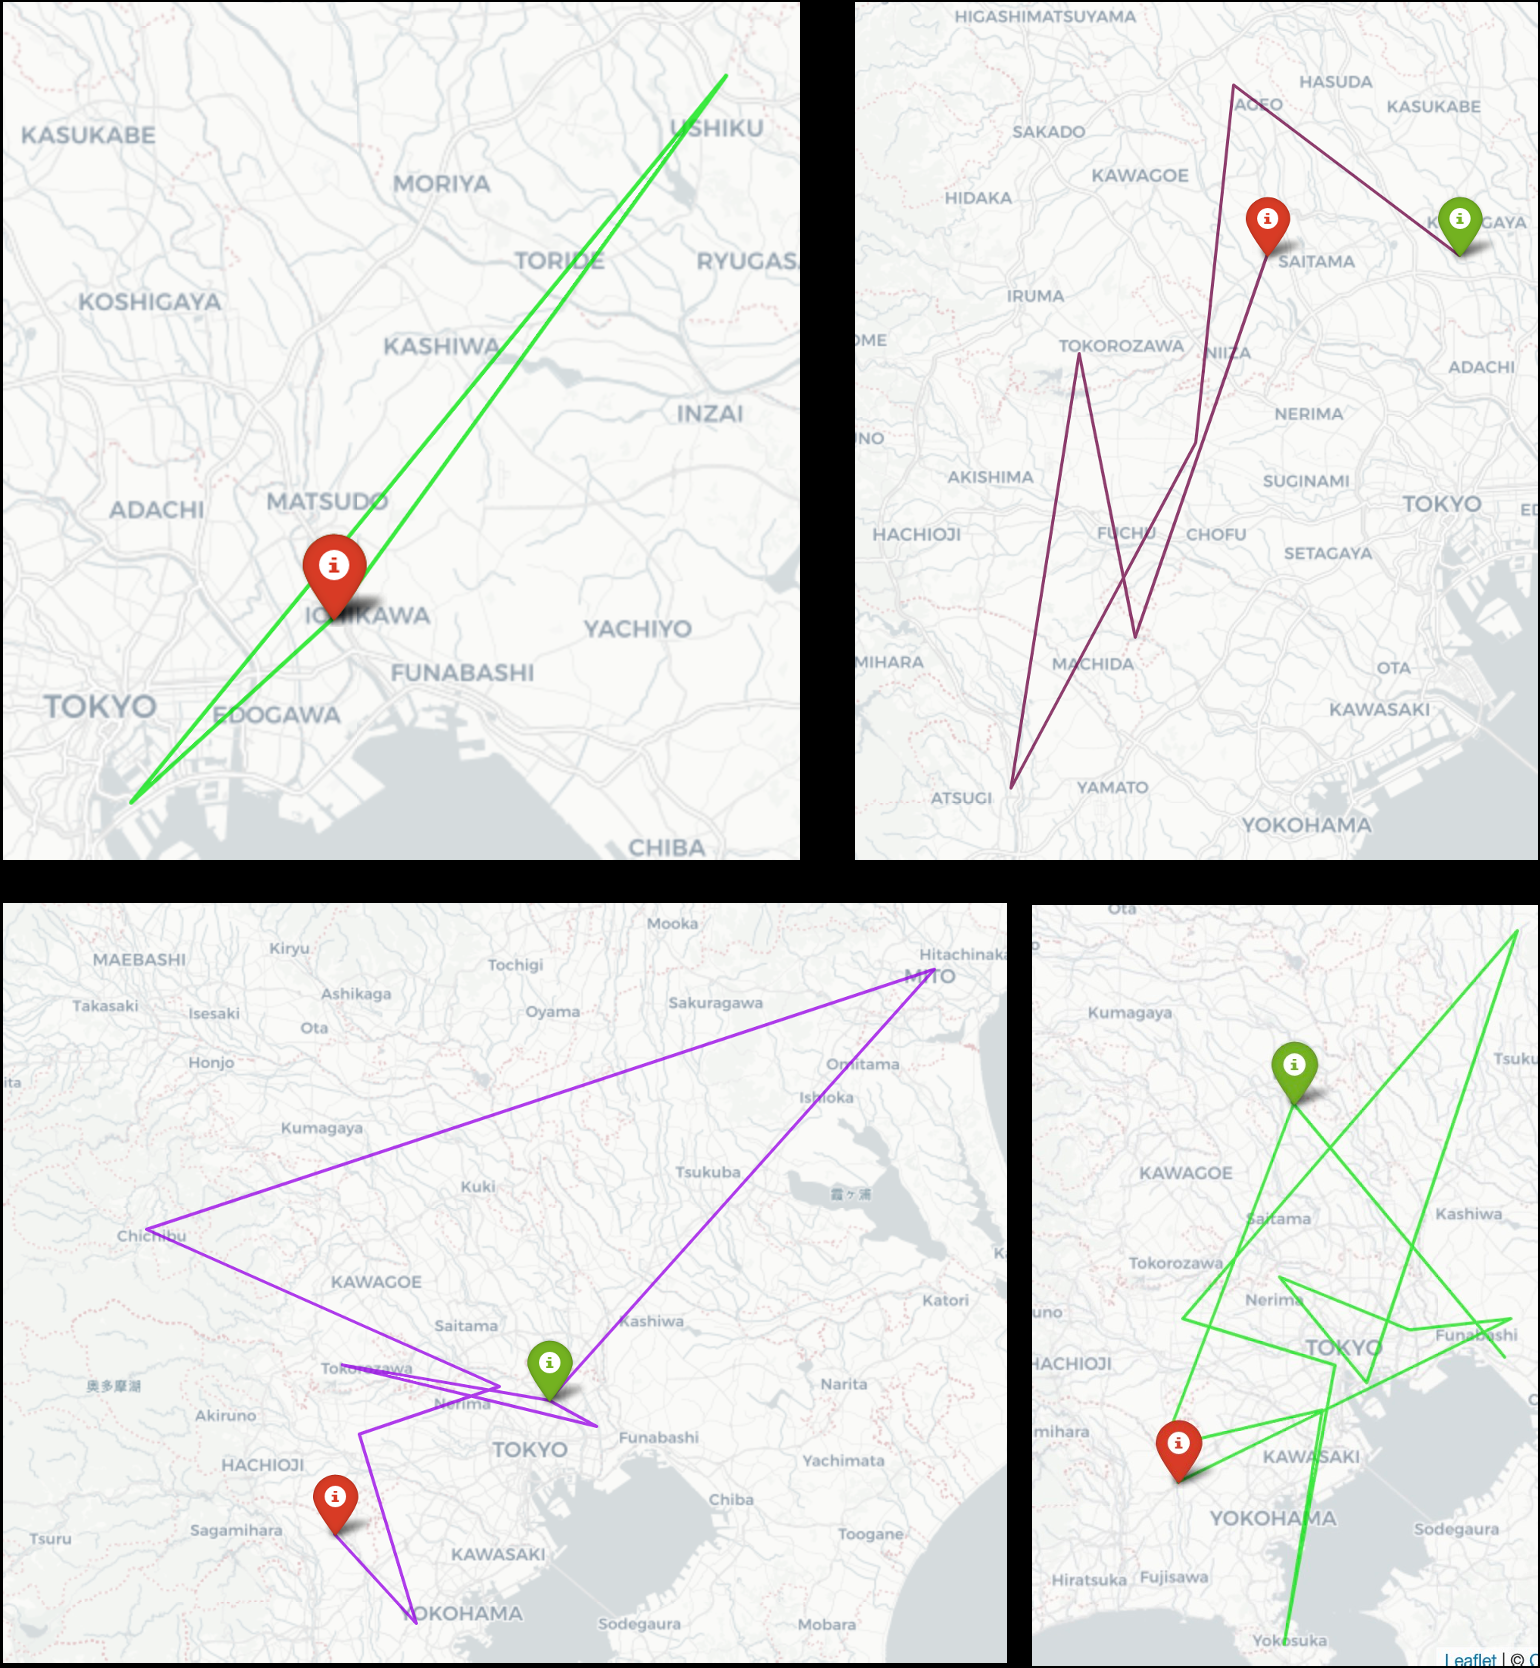 KASUKABE
USHIKU
MORIYA
TORIDE
RYUGAS
KOSHIGAYA
KASHIWA
INZAI
ADACHI
MATSUDO
i
KAWA
YACHIYO
FUNABASHI
TOKYO
EDOGAWA
CHIBA
HIGASHIMATSUYAMA
HASUDA
AGEO
KASUKABE
SAKADO
KAWAGOE
HIDAKA
i
i
GAYA
SAITAMA
IRUMA
OME
TOKOROZAWA
NIIZA
ADACHI
NERIMA
NO
AKISHIMA
SUGINAMI
TOKYO
HACHIOJI
FUCHU
CHOFU
SETAGAYA
MIHARA
MACHIDA
OTA
KAWASAKI
ATSUGI
YAMATO
YOKOHAMA
Mooka
MAEBASHI
Kiryu
Tochigi
Hitachinaka
MITO
Takasaki
Isesaki
Ashikaga
Ota
Oyama
Sakuragawa
Honjo
ita
Omitama
Ishioka
Kumagaya
Tsukuba
Kuki
霞ヶ浦
Chichibu
KAWAGOE
Katori
Saitama
Kashiwa
Tokorozawa
i
奥多摩湖
Narita
Akiruno
Nerima
TOKYO
Funabashi
HACHIOJI
Yachimata
i
Chiba
Tsuru
Sagamihara
Toogane
KAWASAKI
YOKOHAMA
Sodegaura
Mobara
Ota
Kumagaya
Tsuku
i
KAWAGOE
Saitama
Kashiwa
Tokorozawa
uno
Nerima
TOKYO
Funabashi
HACHIOJI
mihara
i
KAWASAKI
YOKOHAMA
Sodegaura
Hiratsuka
Fujisawa
Yokosuka
Leaflet | ©